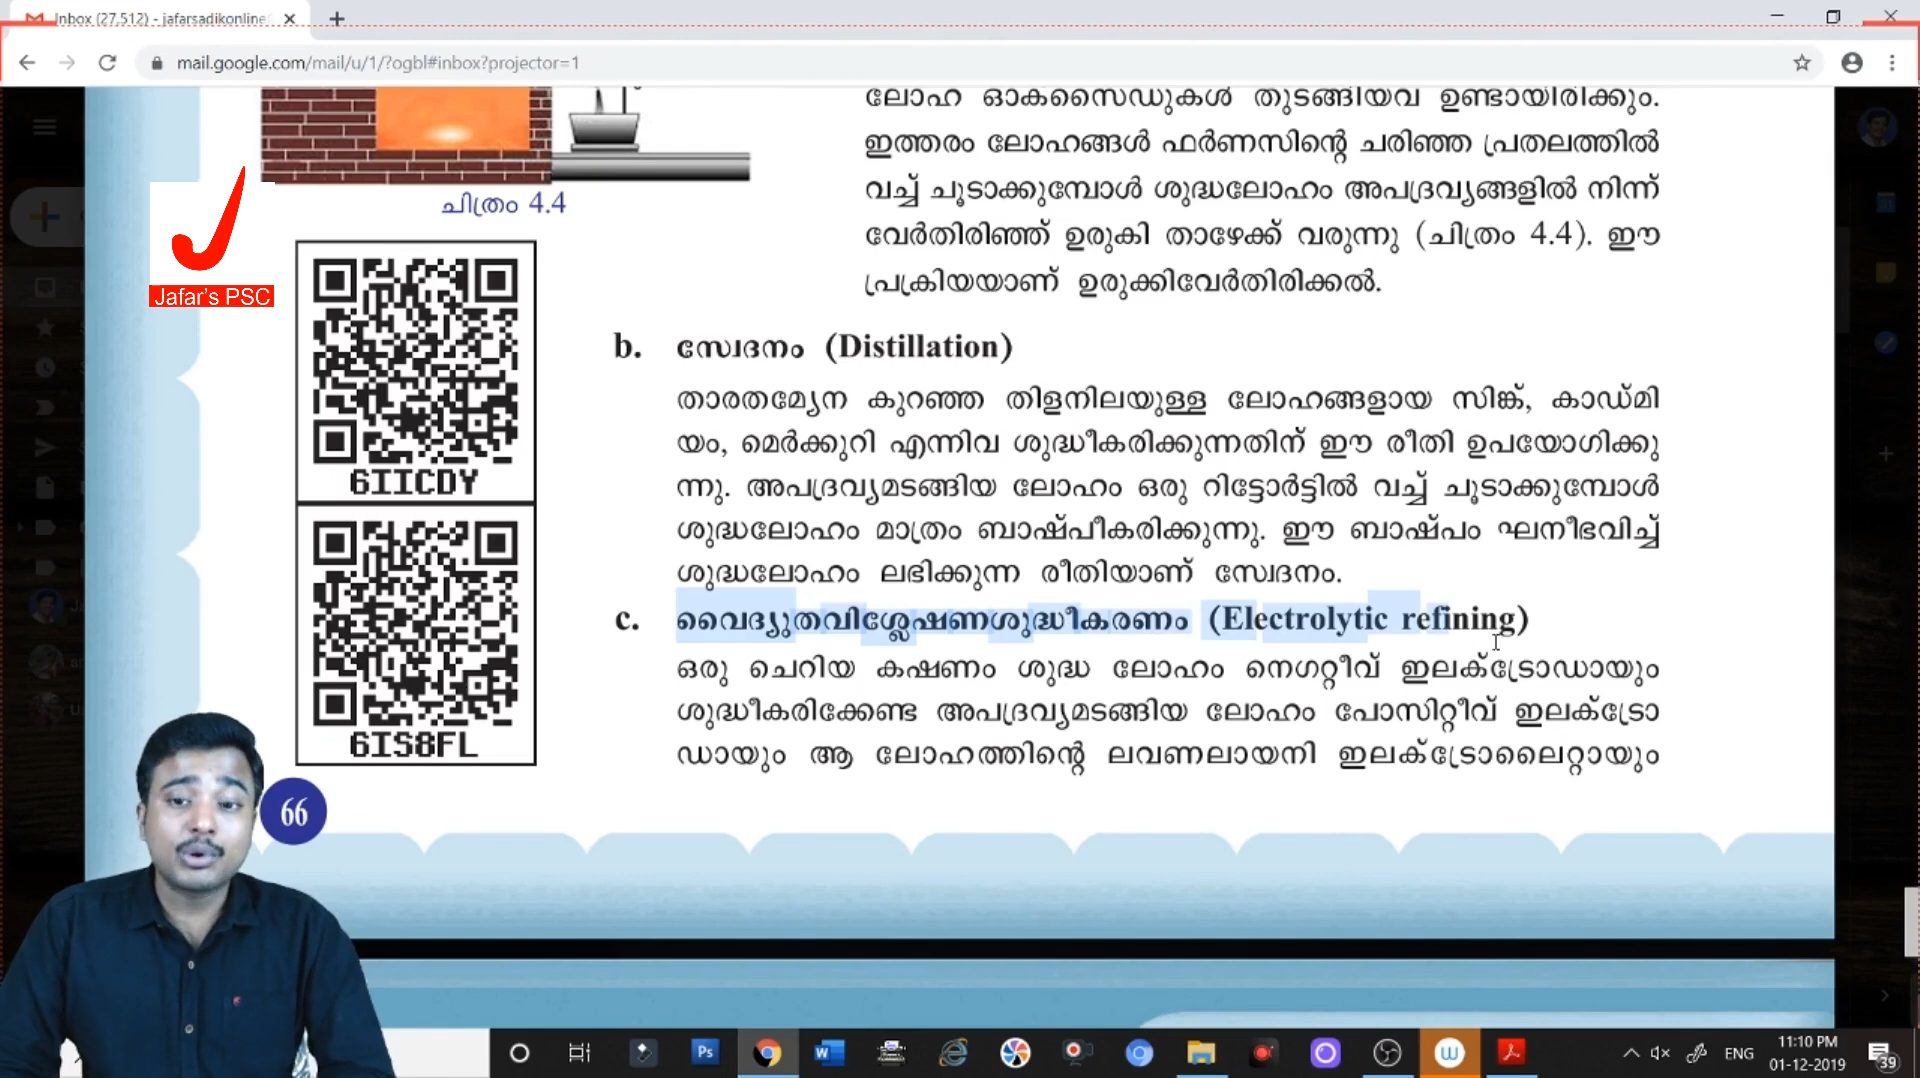 Inbox (27,512) - jafarsadikonline
mail.google.com/mail/u/1/?ogbl#inbox?projector=1
ലോഹ ഓക്സൈഡുകൾ തുടങ്ങിയവ ഉണ്ടായിരിക്കും.
ഇത്തരം ലോഹങ്ങൾ ഫർണസിന്റെ ചരിഞ്ഞ പ്രതലത്തിൽ
വച്ച് ചൂടാക്കുമ്പോൾ ശുദ്ധലോഹം അപദ്രവ്യങ്ങളിൽ നിന്ന്
വേർതിരിഞ്ഞ് ഉരുകി താഴേക്ക് വരുന്നു (ചിത്രം 4.4). ഈ
പ്രക്രിയയാണ് ഉരുക്കിവേർതിരിക്കൽ.
ചിത്രം 4.4
Jafar's PSC
6IICDY
6IS8FL
b. സ്വേദനം (Distillation)
താരതമ്യേന കുറഞ്ഞ തിളനിലയുള്ള ലോഹങ്ങളായ സിങ്ക്, കാഡ്മി
യം, മെർക്കുറി എന്നിവ ശുദ്ധീകരിക്കുന്നതിന് ഈ രീതി ഉപയോഗിക്കു
ന്നു. അപദ്രവ്യമടങ്ങിയ ലോഹം ഒരു റിട്ടോർട്ടിൽ വച്ച് ചൂടാക്കുമ്പോൾ
ശുദ്ധലോഹം മാത്രം ബാഷ്പീകരിക്കുന്നു. ഈ ബാഷ്പം ഘനീഭവിച്ച്
ശുദ്ധലോഹം ലഭിക്കുന്ന രീതിയാണ് സ്വേദനം.
c. വൈദ്യുതവിശ്ലേഷണശുദ്ധീകരണം (Electrolytic refining)
ഒരു ചെറിയ കഷണം ശുദ്ധ ലോഹം നെഗറ്റീവ് ഇലക്ട്രോഡായും
ശുദ്ധീകരിക്കേണ്ട അപദ്രവ്യമടങ്ങിയ ലോഹം പോസിറ്റീവ് ഇലക്ട്രോ
ഡായും ആ ലോഹത്തിന്റെ ലവണലായനി ഇലക്ട്രോലൈറ്റായും
66
Ps
W
ENG
11:10 PM
01-12-2019
39